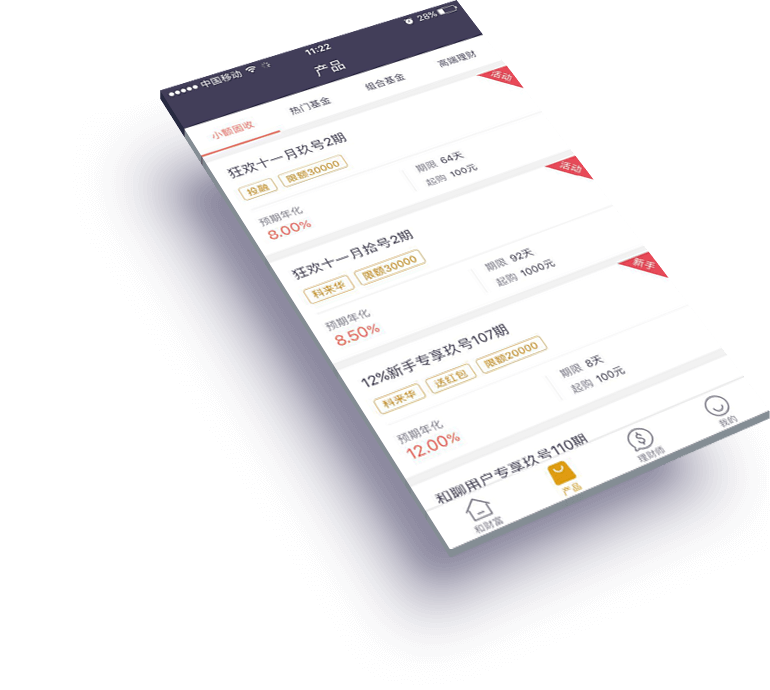 中国移动
11:22
28%
产品
小额固收
热门基金
组合基金
高端理财
活动
狂欢十一月玖号2期
投融
限额30000
预期年化
8.00%
期限 64天
起购 100元
活动
狂欢十一月拾号2期
科来华
限额30000
预期年化
8.50%
期限 92天
起购 1000元
新手
12%新手专享玖号107期
科来华
送红包
限额20000
预期年化
12.00%
期限 8天
起购 100元
和聊用户专享玖号110期
和财富
产品
理财师
我的